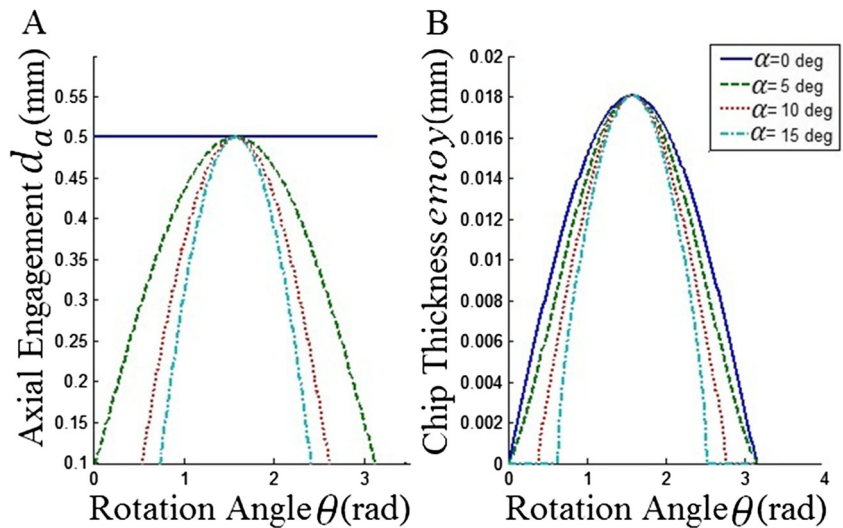 A
Axial Engagement dₐ(mm)
0.55
0.5
0.45
0.4
0.35
0.3
0.25
0.2
0.15
0.1
0 1 2 3
Rotation Angle θ(rad)
B
Chip Thickness emoy(mm)
0.02
0.018
0.016
0.014
0.012
0.01
0.008
0.006
0.004
0.002
0
0 1 2 3 4
Rotation Angle θ(rad)
α=0 deg
α= 5 deg
α= 10 deg
α= 15 deg